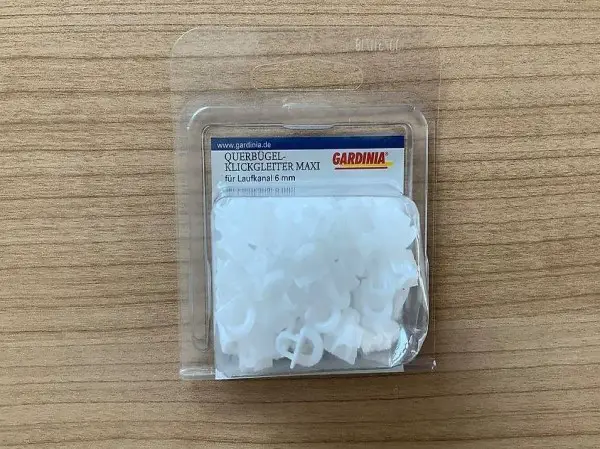 www.gardinia.de
QUERBÜGEL-
KLICKGLEITER MAXI
GARDINIA®
für Laufkanal 6 mm